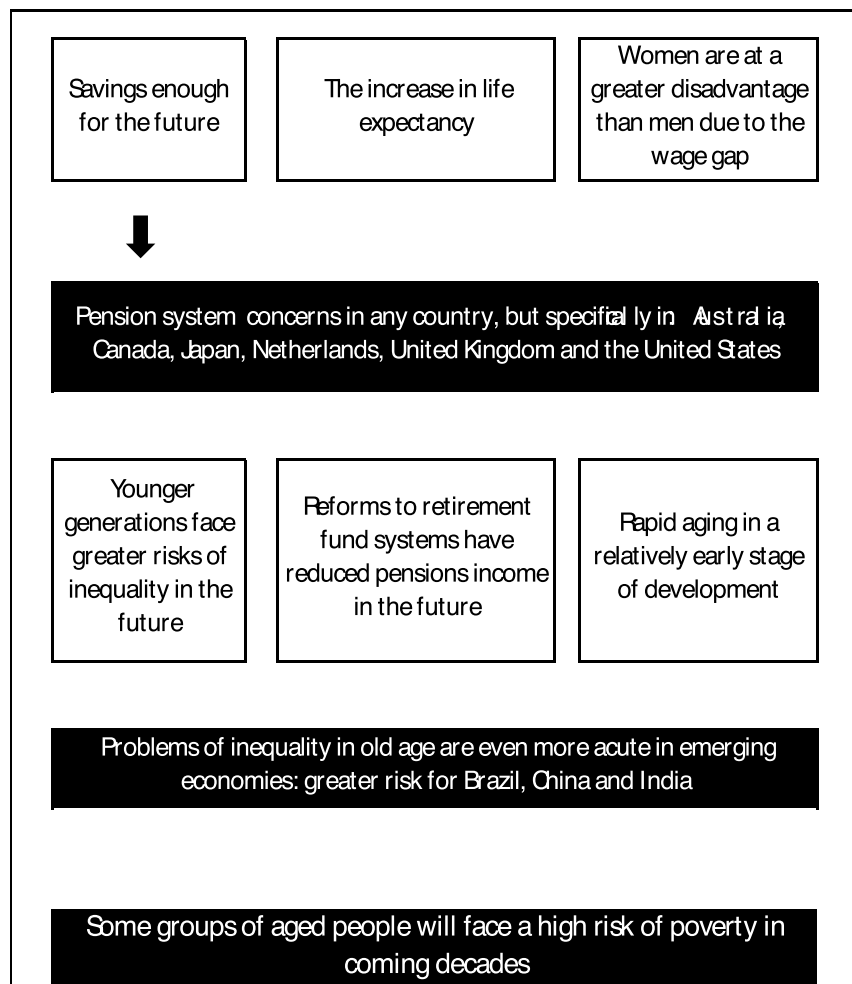 Savings enough
for the future
The increase in life
expectancy
Women are at a
greater disadvantage
than men due to the
wage gap
Pension system concerns in any country, but specifically in: Australia,
Canada, Japan, Netherlands, United Kingdom and the United States
Younger
generations face
greater risks of
inequality in the
future
Reforms to retirement
fund systems have
reduced pensions income
in the future
Rapid aging in a
relatively early stage
of development
Problems of inequality in old age are even more acute in emerging
economies: greater risk for Brazil, China and India
Some groups of aged people will face a high risk of poverty in
coming decades